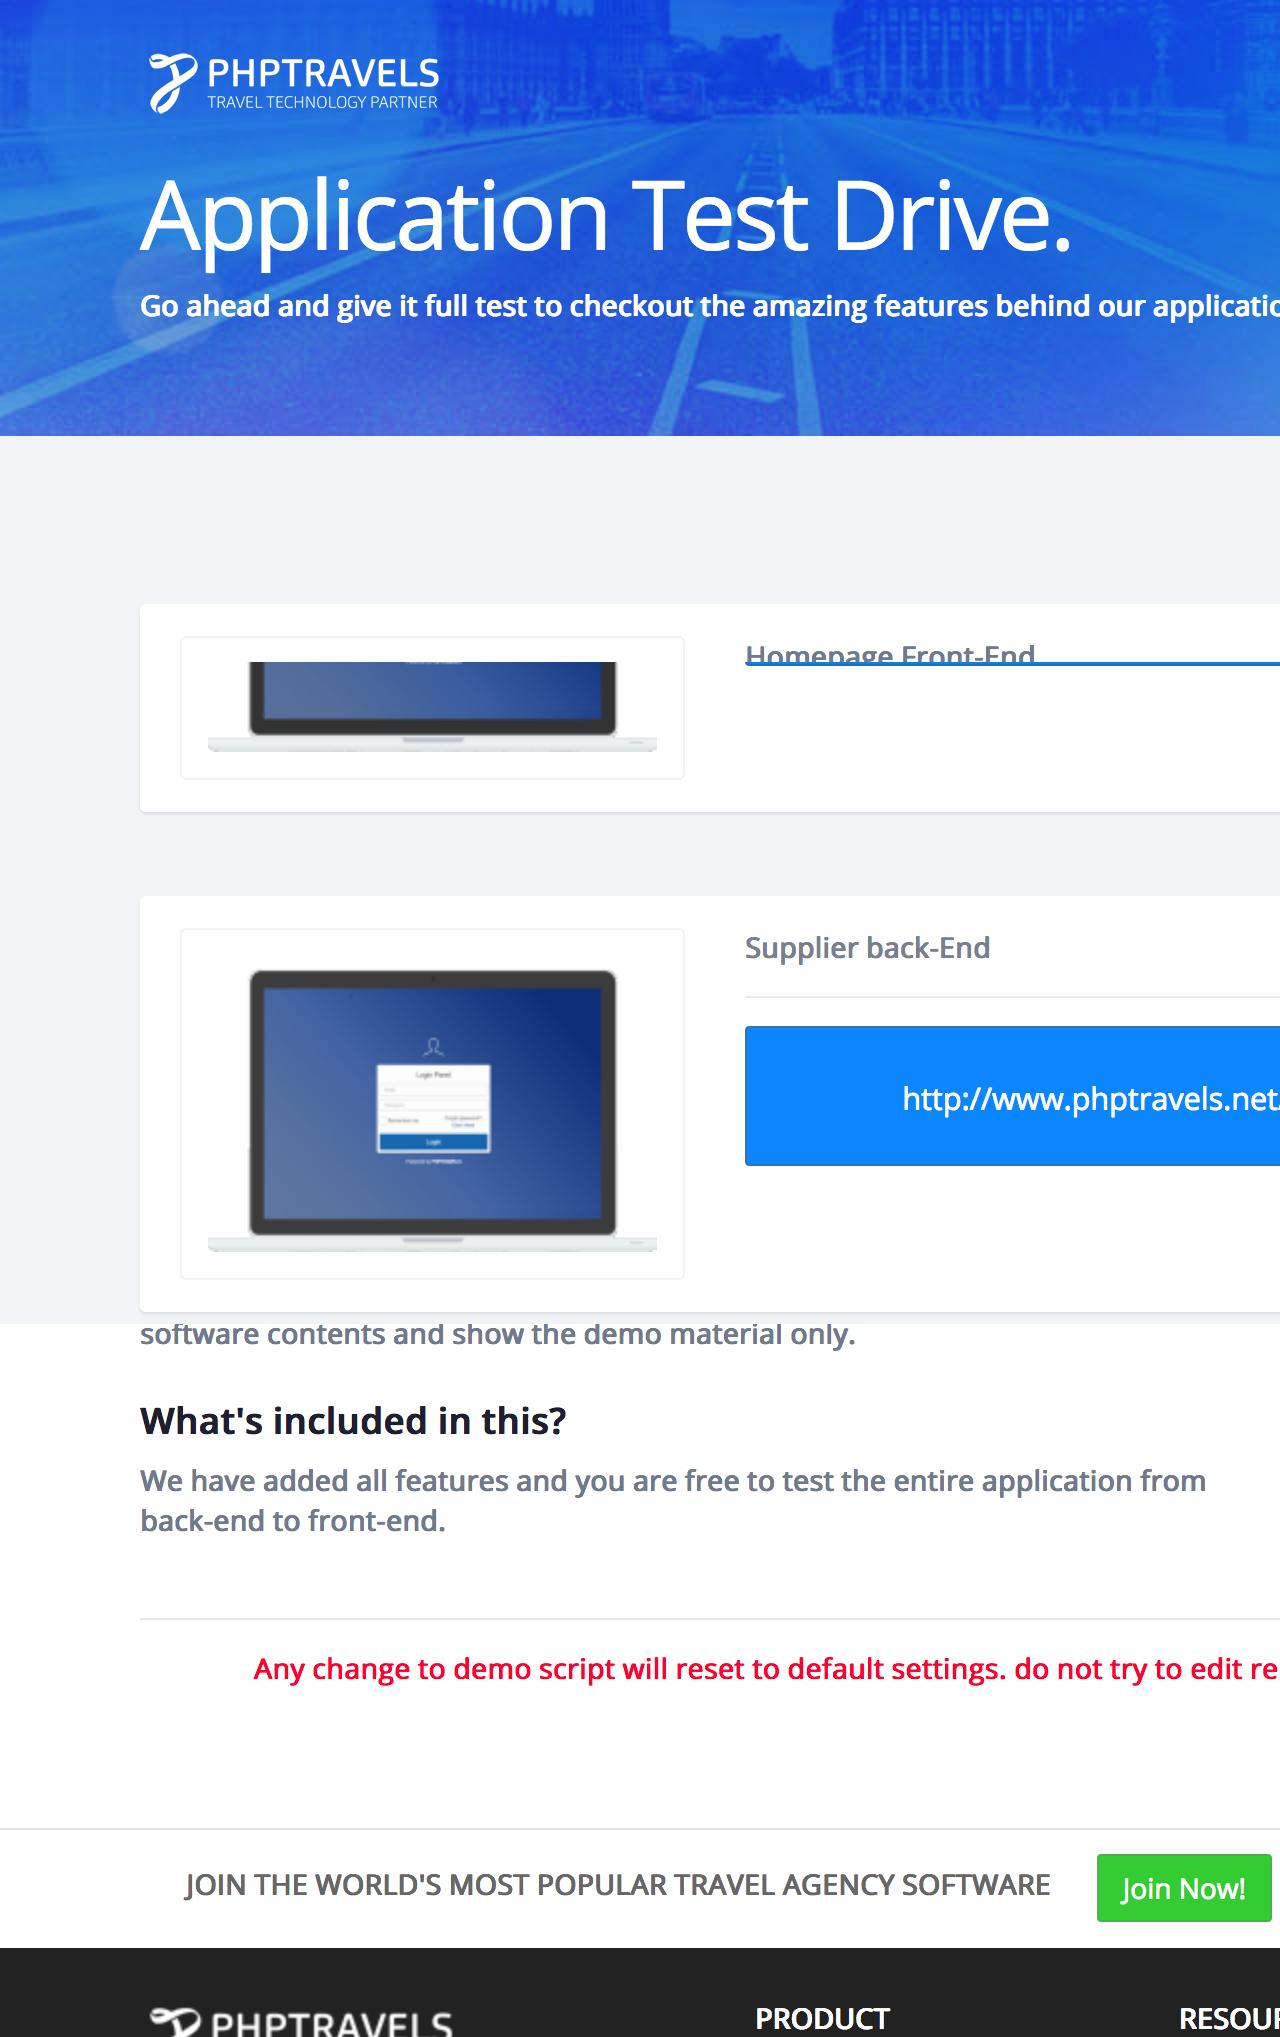 PHPTRAVELS
TRAVEL TECHNOLOGY PARTNER
Application Test Drive.
Go ahead and give it full test to checkout the amazing features behind our applicatio
Homepage Front-End
Supplier back-End
Login Panel
Login
http://www.phptravels.net
software contents and show the demo material only.
What's included in this?
We have added all features and you are free to test the entire application from
back-end to front-end.
Any change to demo script will reset to default settings. do not try to edit re
JOIN THE WORLD'S MOST POPULAR TRAVEL AGENCY SOFTWARE
Join Now!
PHPTRAVELS
PRODUCT
RESOUR